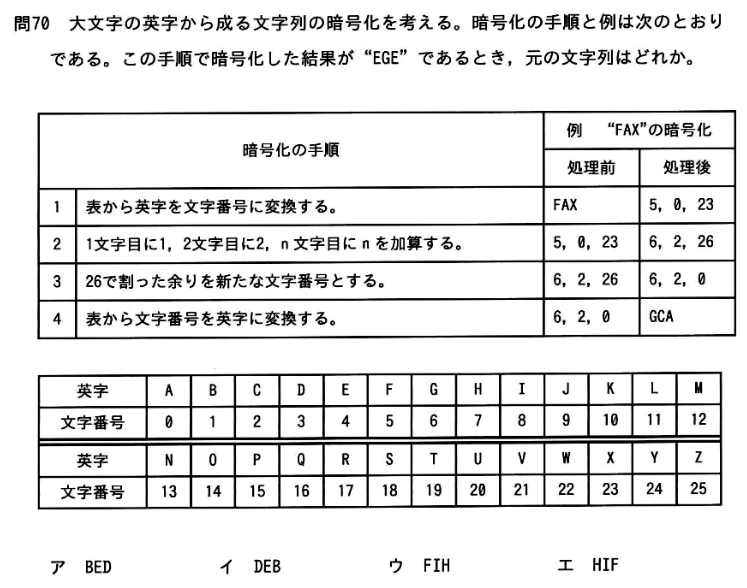 問70 大文字の英字から成る文字列の暗号化を考える。暗号化の手順と例は次のとおり
である。この手順で暗号化した結果が“EGE”であるとき，元の文字列はどれか。
暗号化の手順 例 “FAX”の暗号化
処理前 処理後
1 表から英字を文字番号に変換する。 FAX 5, 0, 23
2 1文字目に1, 2文字目に2, n文字目にnを加算する。 5, 0, 23 6, 2, 26
3 26で割った余りを新たな文字番号とする。 6, 2, 26 6, 2, 0
4 表から文字番号を英字に変換する。 6, 2, 0 GCA
英字 A B C D E F G H I J K L M
文字番号 0 1 2 3 4 5 6 7 8 9 10 11 12
英字 N O P Q R S T U V W X Y Z
文字番号 13 14 15 16 17 18 19 20 21 22 23 24 25
ア BED イ DEB ウ FIH エ HIF